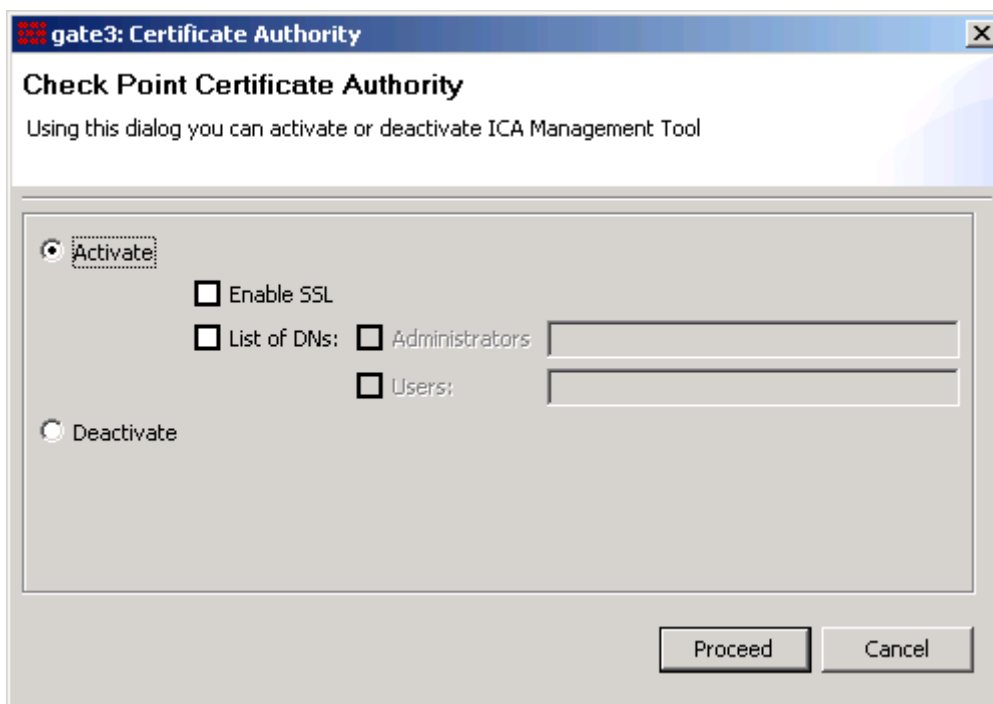 gate3: Certificate Authority
Check Point Certificate Authority
Using this dialog you can activate or deactivate ICA Management Tool
Activate
Enable SSL
List of DNs: Administrators
Users:
Deactivate
Proceed Cancel